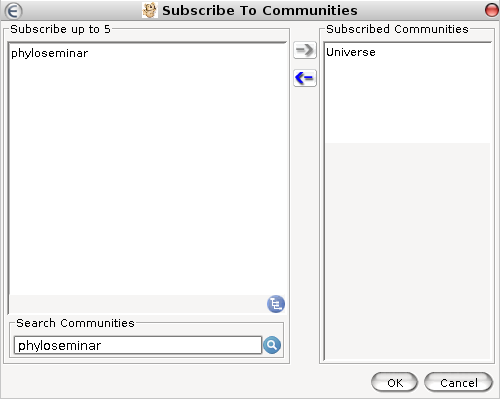 Subscribe To Communities
Subscribe up to 5
phyloseminar
Subscribed Communities
Universe
Search Communities
phyloseminar
OK
Cancel